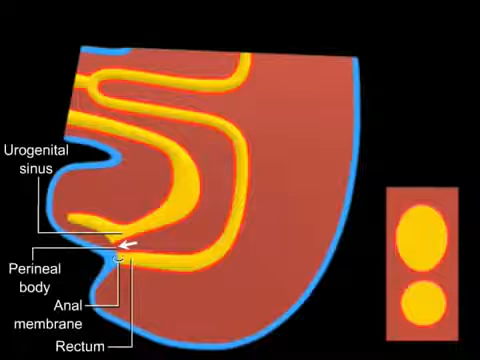 Urogenital
sinus
Perineal
body
Anal
membrane
Rectum